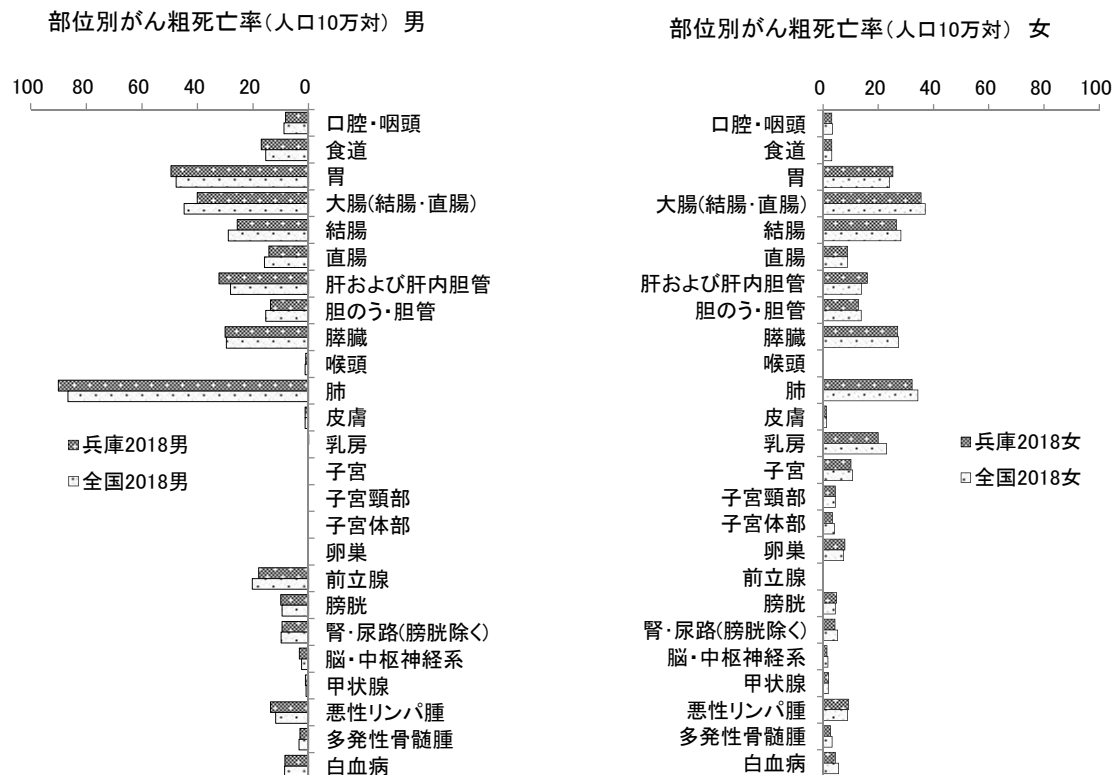 部位別がん粗死亡率(人口10万対) 男
100 80 60 40 20 0
口腔・咽頭
食道
胃
大腸(結腸・直腸)
結腸
直腸
肝および肝内胆管
胆のう・胆管
膵臓
喉頭
肺
皮膚
乳房
子宮
子宮頸部
子宮体部
卵巣
前立腺
膀胱
腎・尿路(膀胱除く)
脳・中枢神経系
甲状腺
悪性リンパ腫
多発性骨髄腫
白血病
兵庫2018男
全国2018男
部位別がん粗死亡率(人口10万対) 女
0 20 40 60 80 100
口腔・咽頭
食道
胃
大腸(結腸・直腸)
結腸
直腸
肝および肝内胆管
胆のう・胆管
膵臓
喉頭
肺
皮膚
乳房
子宮
子宮頸部
子宮体部
卵巣
前立腺
膀胱
腎・尿路(膀胱除く)
脳・中枢神経系
甲状腺
悪性リンパ腫
多発性骨髄腫
白血病
兵庫2018女
全国2018女